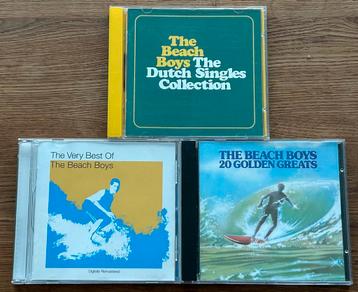 The
Beach
Boys The
Dutch Singles
Collection
The Very Best Of
The Beach Boys
Digitally Remastered
THE BEACH BOYS
20 GOLDEN GREATS